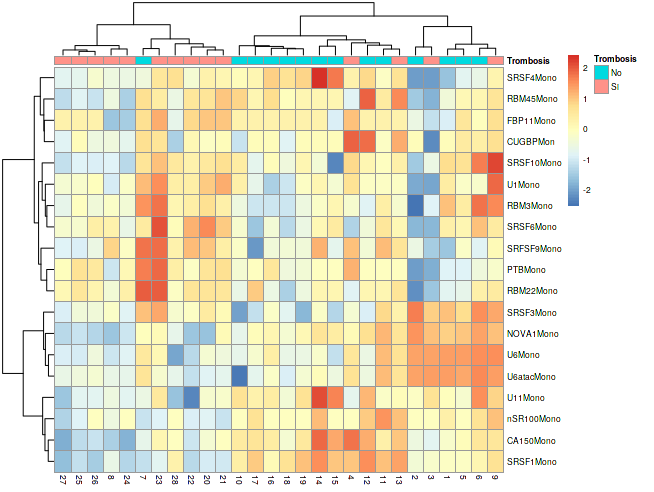 Trombosis
SRSF4Mono
RBM45Mono
FBP11Mono
CUGBPMon
SRSF10Mono
U1Mono
RBM3Mono
SRSF6Mono
SRFSF9Mono
PTBMono
RBM22Mono
SRSF3Mono
NOVA1Mono
U6Mono
U6atacMono
U11Mono
nSR100Mono
CA150Mono
SRSF1Mono
27 25 26 8 24 7 23 28 22 20 21 10 17 16 18 19 14 15 4 12 11 13 2 3 1 5 6 9
2
1
0
-1
-2
Trombosis
No
SI